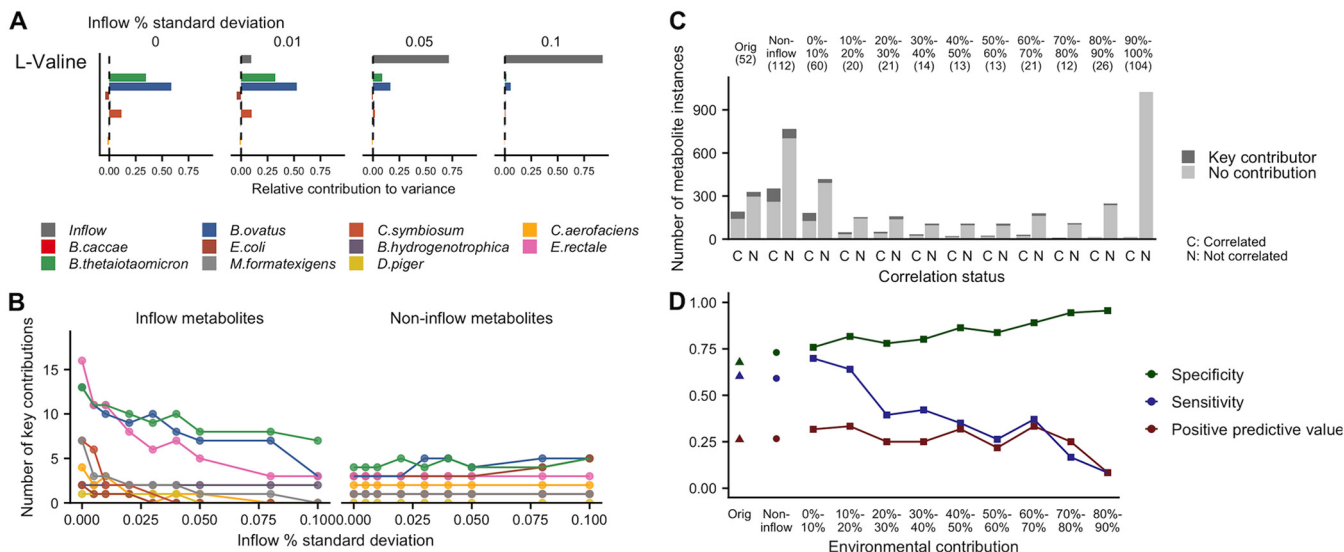 A
Inflow % standard deviation
0 0.01 0.05 0.1
L-Valine
0.00 0.25 0.50 0.75 0.00 0.25 0.50 0.75 0.00 0.25 0.50 0.75 0.00 0.25 0.50 0.75
Relative contribution to variance
Inflow B.ovatus C.symbiosum C.aerofaciens
B.caccae E.coli B.hydrogenotrophica E.rectale
B.thetaiotaomicron M.formatexigens D.piger
B
Inflow metabolites Non-inflow metabolites
Number of key contributions
15
10
5
0
0.000 0.025 0.050 0.075 0.100 0.000 0.025 0.050 0.075 0.100
Inflow % standard deviation
C
Orig (52)
Non-inflow (112)
0%-10% (60)
10%-20% (20)
20%-30% (21)
30%-40% (14)
40%-50% (13)
50%-60% (13)
60%-70% (21)
70%-80% (12)
80%-90% (26)
90%-100% (104)
Number of metabolite instances
900
600
300
0
C N C N C N C N C N C N C N C N C N C N C N C N
Correlation status
Key contributor
No contribution
C: Correlated
N: Not correlated
D
1.00
0.75
0.50
0.25
0.00
Orig
Non-inflow
0%-10%
10%-20%
20%-30%
30%-40%
40%-50%
50%-60%
60%-70%
70%-80%
80%-90%
Environmental contribution
Specificity
Sensitivity
Positive predictive value